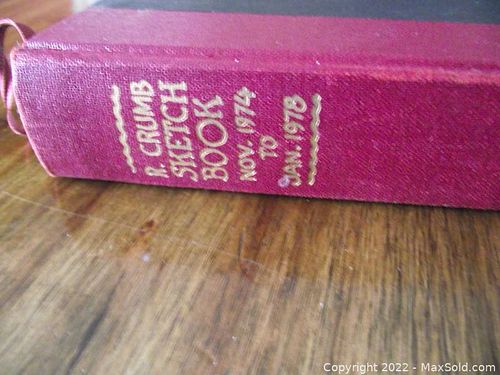 R. CRUMB
SKETCH
BOOK
NOV. 1974
TO
JAN. 1978
Copyright 2022 - MaxSold.com